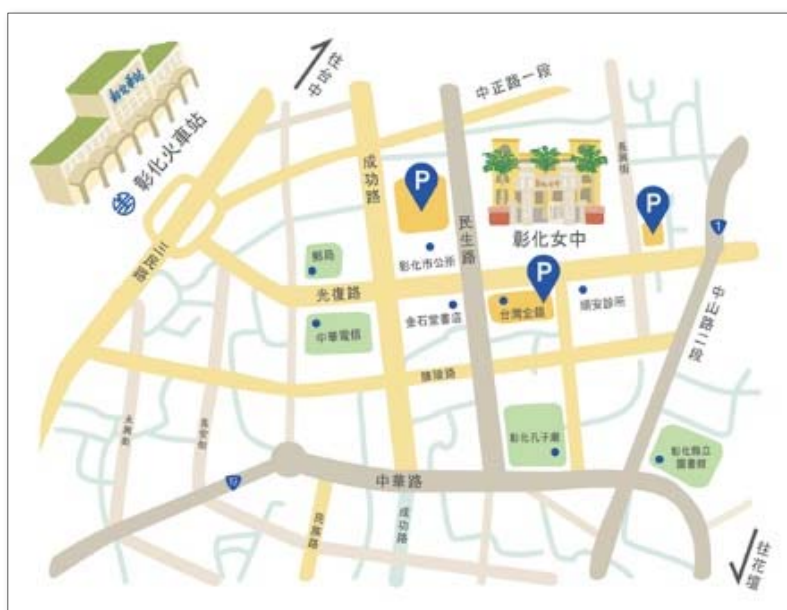 往台中
中正路一段
彰化火車站
成功路
長興街
P
P
彰化女中
1
三民路
郵局
彰化市公所
民生路
P
光復路
金石堂書店
台灣企銀
順安診所
中華電信
中山路二段
陳稜路
永興街
長安街
彰化孔子廟
彰化縣立
圖書館
中華路
民族路
成功路
往花壇